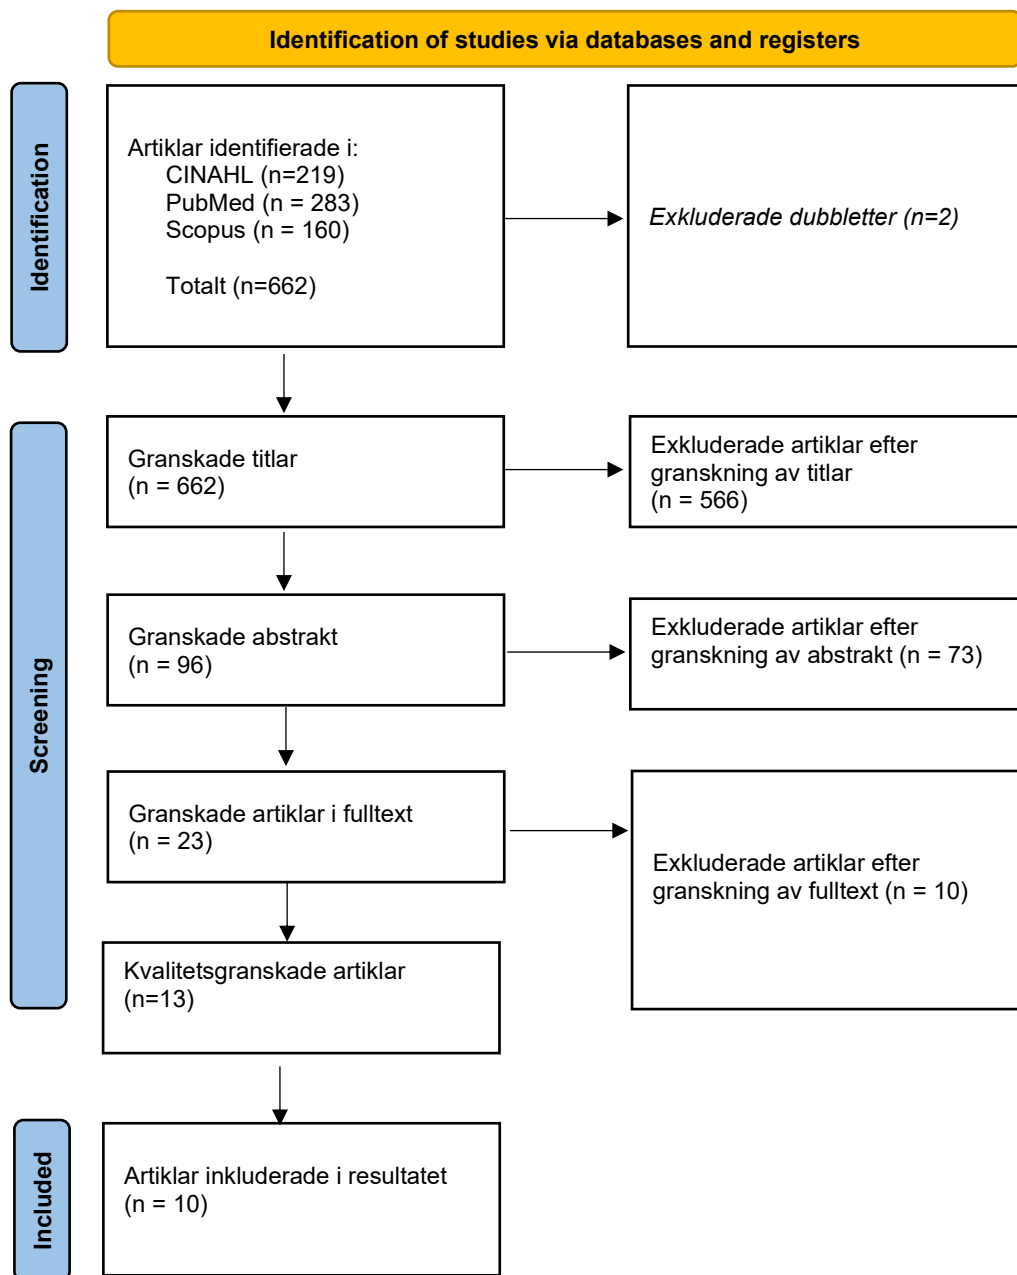 Identification of studies via databases and registers
Identification
Artiklar identifierade i:
CINAHL (n=219)
PubMed (n = 283)
Scopus (n = 160)
Totalt (n=662)
Exkluderade dubbletter (n=2)
Screening
Granskade titlar
(n = 662)
Exkluderade artiklar efter
granskning av titlar
(n = 566)
Granskade abstrakt
(n = 96)
Exkluderade artiklar efter
granskning av abstrakt (n = 73)
Granskade artiklar i fulltext
(n = 23)
Exkluderade artiklar efter
granskning av fulltext (n = 10)
Kvalitetsgranskade artiklar
(n=13)
Included
Artiklar inkluderade i resultatet
(n = 10)